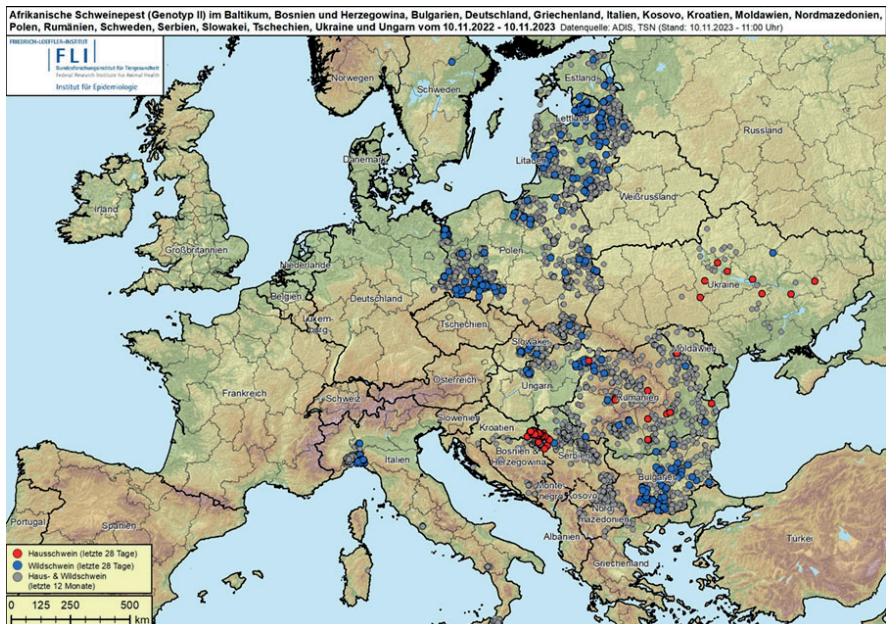 Afrikanische Schweinepest (Genotyp II) im Baltikum, Bosnien und Herzegowina, Bulgarien, Deutschland, Griechenland, Italien, Kosovo, Kroatien, Moldawien, Nordmazedonien,
Polen, Rumänien, Schweden, Serbien, Slowakei, Tschechien, Ukraine und Ungarn vom 10.11.2022 - 10.11.2023 Datenquelle: ADIS, TSN (Stand: 10.11.2023 - 11:00 Uhr)
FRIEDRICH-LOEFFLER-INSTITUT
FLI
Bundesforschungsinstitut für Tiergesundheit
Federal Research Institute for Animal Health
Institut für Epidemiologie
Norwegen
Schweden
Estland
Lettland
Russland
Dänemark
Litauen
Weißrussland
Irland
Großbritannien
Niederlande
Polen
Belgien
Deutschland
Ukraine
Luxem-
burg
Tschechien
Slowakei
Moldawien
Frankreich
Österreich
Ungarn
Schweiz
Rumänien
Slowenien
Kroatien
Italien
Bosnien &
Herzegowina
Serbien
Monte-
negro
Kosovo
Bulgarien
Nord-
mazedonien
Portugal
Spanien
Albanien
Türkei
Griechenland
Hausschwein (letzte 28 Tage)
Wildschwein (letzte 28 Tage)
Haus- & Wildschwein
(letzte 12 Monate)
0 125 250 500
km